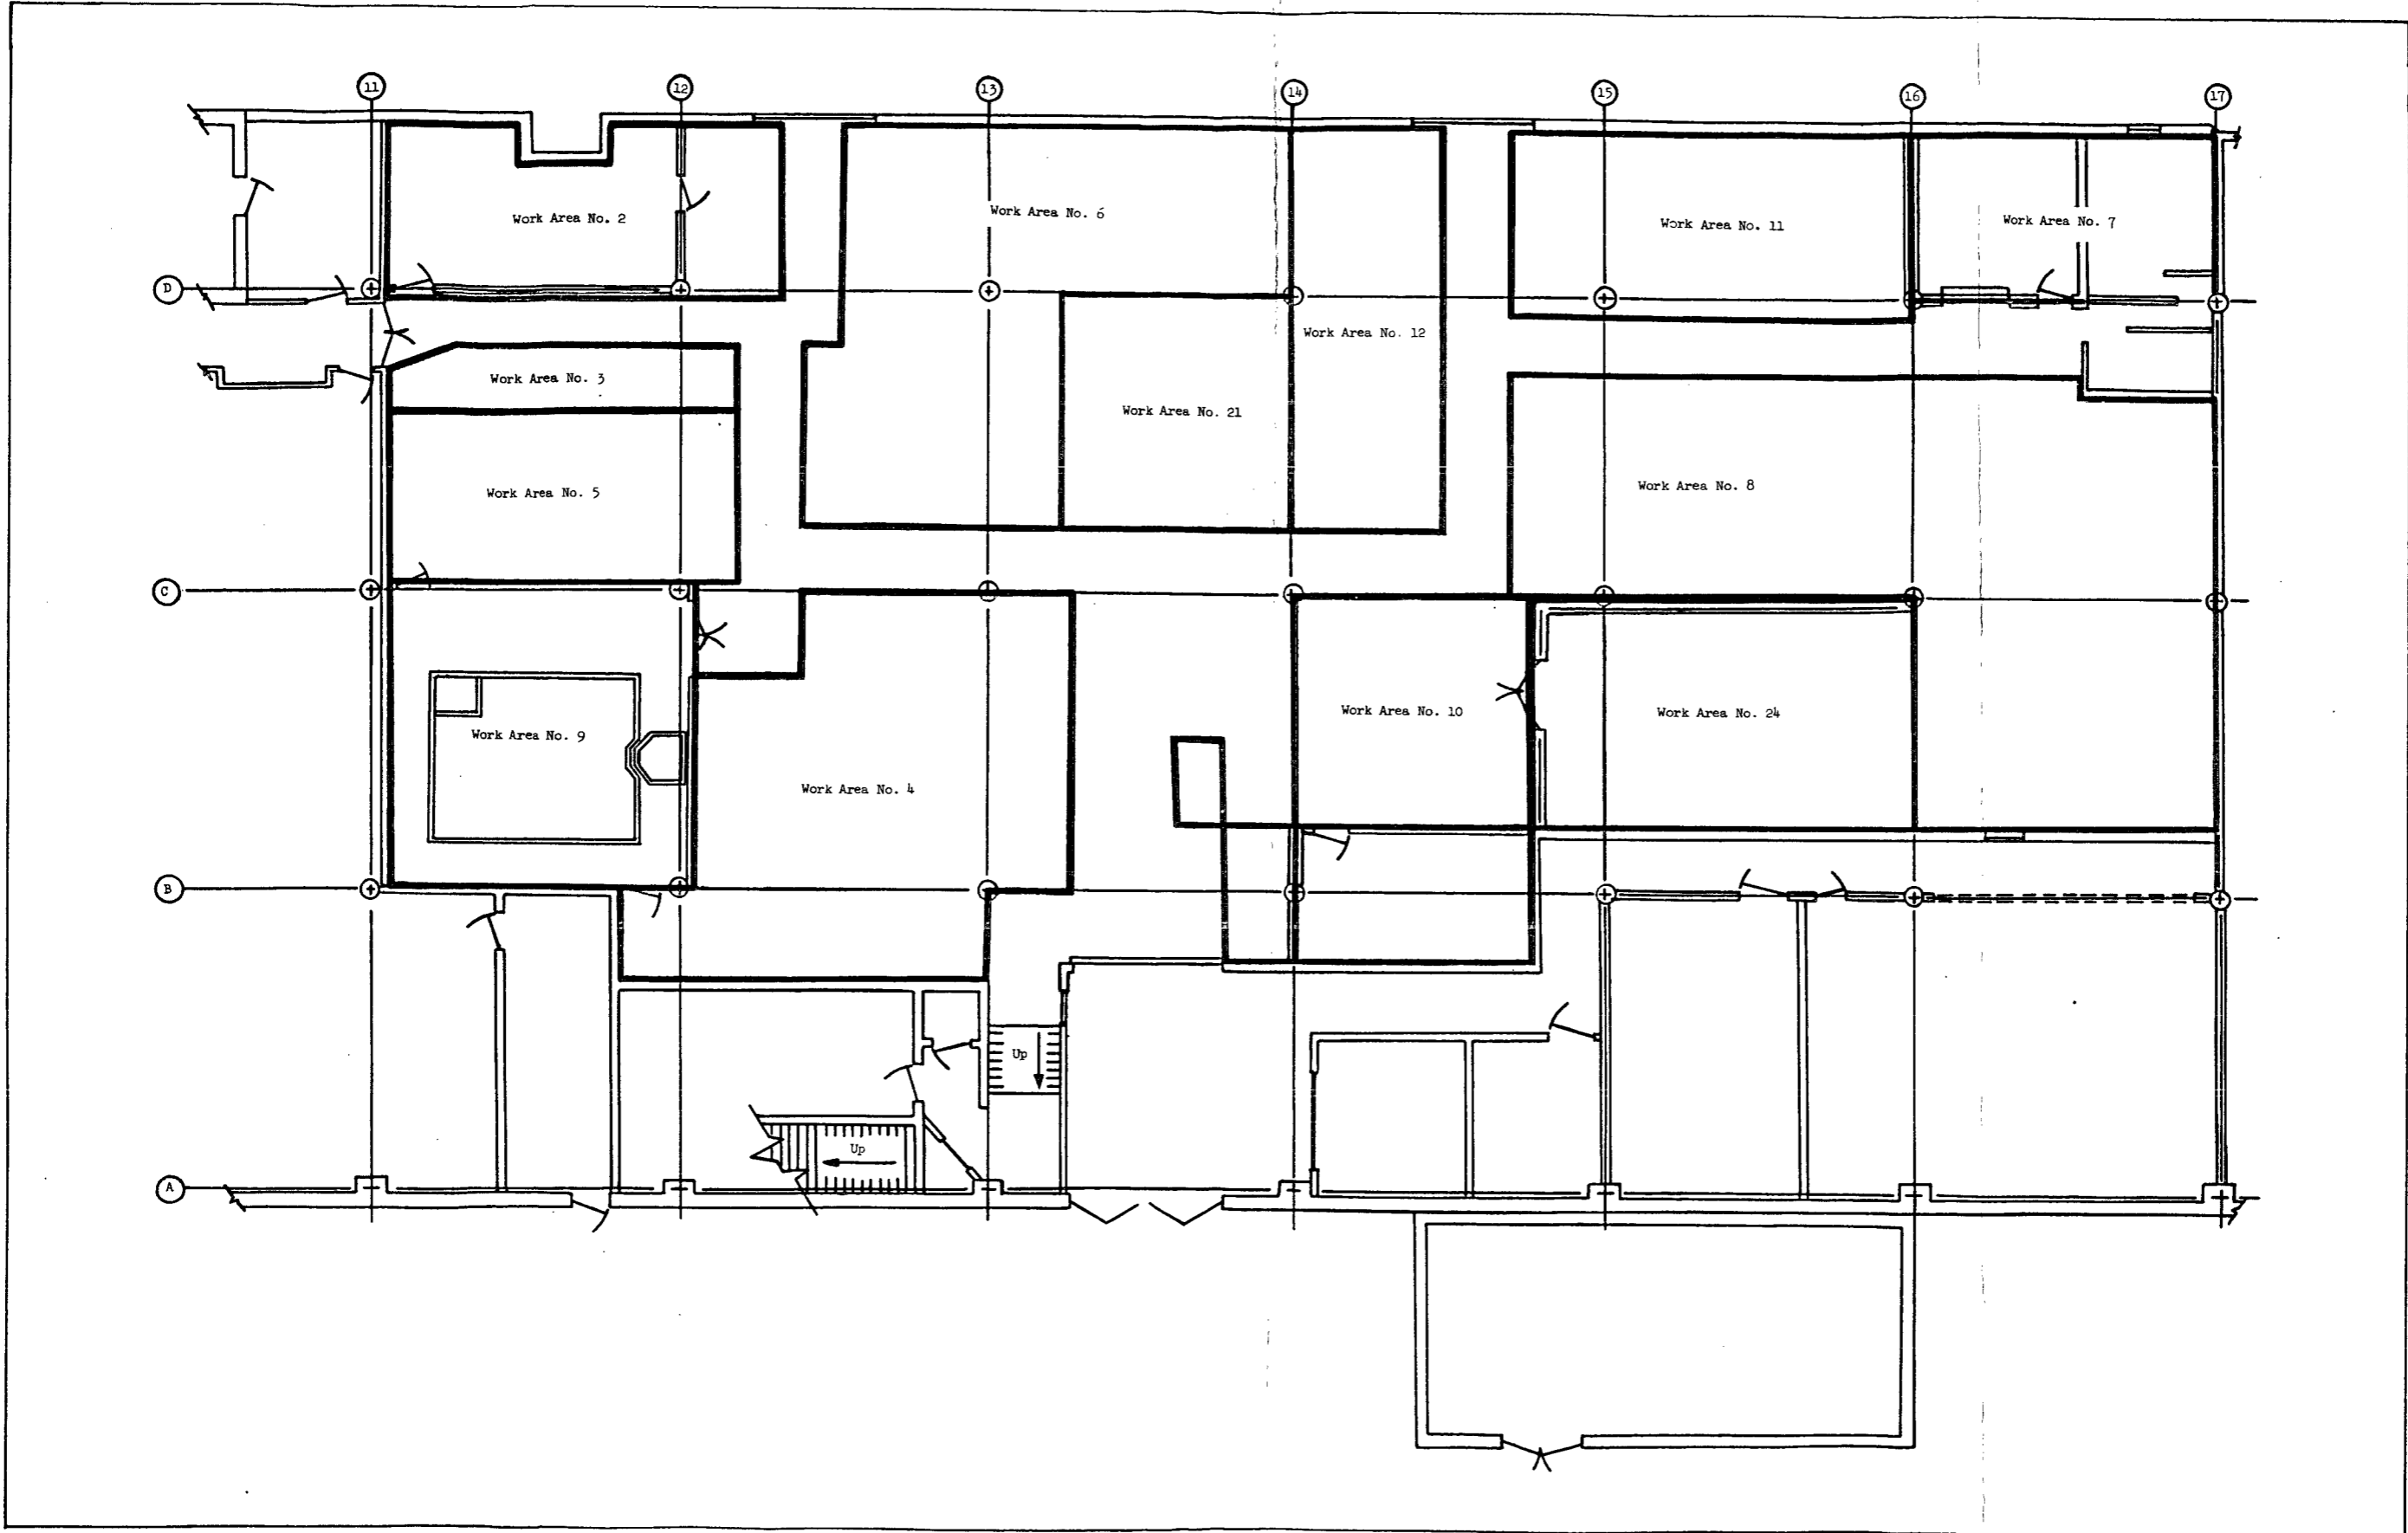 11
12
13
14
15
16
17
Work Area No. 2
Work Area No. 6
Work Area No. 11
Work Area No. 7
D
Work Area No. 12
Work Area No. 3
Work Area No. 21
Work Area No. 5
Work Area No. 8
C
Work Area No. 10
Work Area No. 24
Work Area No. 9
Work Area No. 4
B
Up
Up
A